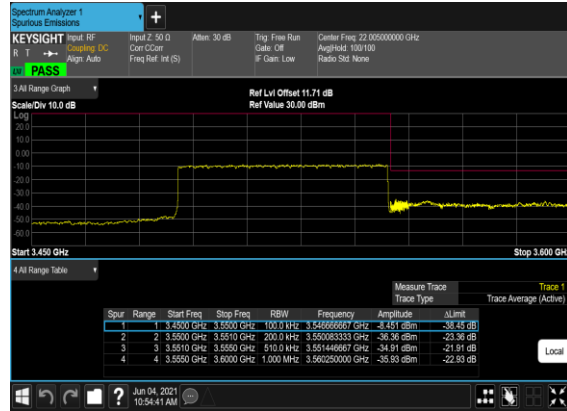 Spectrum Analyzer 1
Spurious Emissions
KEYSIGHT Input: RF Input Z: 50 Ω Atten: 30 dB Trig: Free Run Center Freq: 22.005000000 GHz
R T Coupling: DC Corr CCorr Gate: Off Avg|Hold: 100/100
Align: Auto Freq Ref: Int (S) IF Gain: Low Radio Std: None
PASS
3 All Range Graph Ref Lvl Offset 11.71 dB
Scale/Div 10.0 dB Ref Value 30.00 dBm
Log
20.0
10.0
0.00
-10.0
-20.0
-30.0
-40.0
-50.0
-60.0
Start 3.450 GHz Stop 3.600 GH
4 All Range Table
Measure Trace Trace 1
Trace Type Trace Average (Active)
Spur Range Start Freq Stop Freq RBW Frequency Amplitude ΔLimit
1 1 3.4500 GHz 3.5500 GHz 100.0 kHz 3.546666667 GHz -8.451 dBm -38.45 dB
2 2 3.5500 GHz 3.5510 GHz 200.0 kHz 3.550083333 GHz -36.36 dBm -23.36 dB
3 3 3.5510 GHz 3.5550 GHz 510.0 kHz 3.551446667 GHz -34.91 dBm -21.91 dB
4 4 3.5550 GHz 3.6000 GHz 1.000 MHz 3.560250000 GHz -35.93 dBm -22.93 dB
Local
? Jun 04, 2021
10:54:41 AM